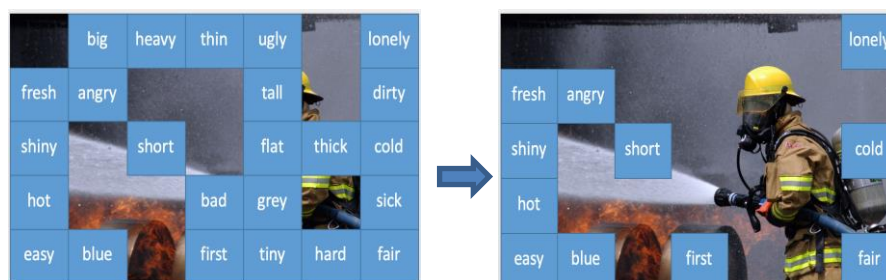 big heavy thin ugly lonely
fresh angry tall dirty
shiny short flat thick cold
hot bad grey sick
easy blue first tiny hard fair
lonely
fresh angry
shiny short cold
hot
easy blue first fair